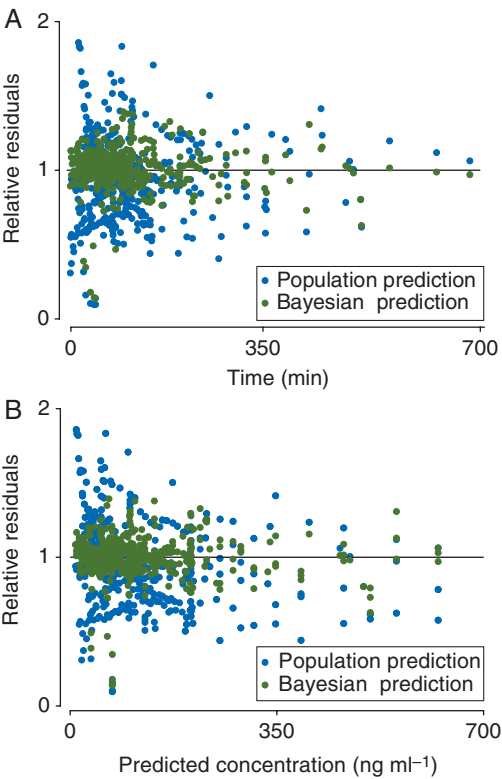 A
2
Relative residuals
1
0
Population prediction
Bayesian prediction
0
350
700
Time (min)
B
2
Relative residuals
1
0
Population prediction
Bayesian prediction
0
350
700
Predicted concentration (ng ml⁻¹)